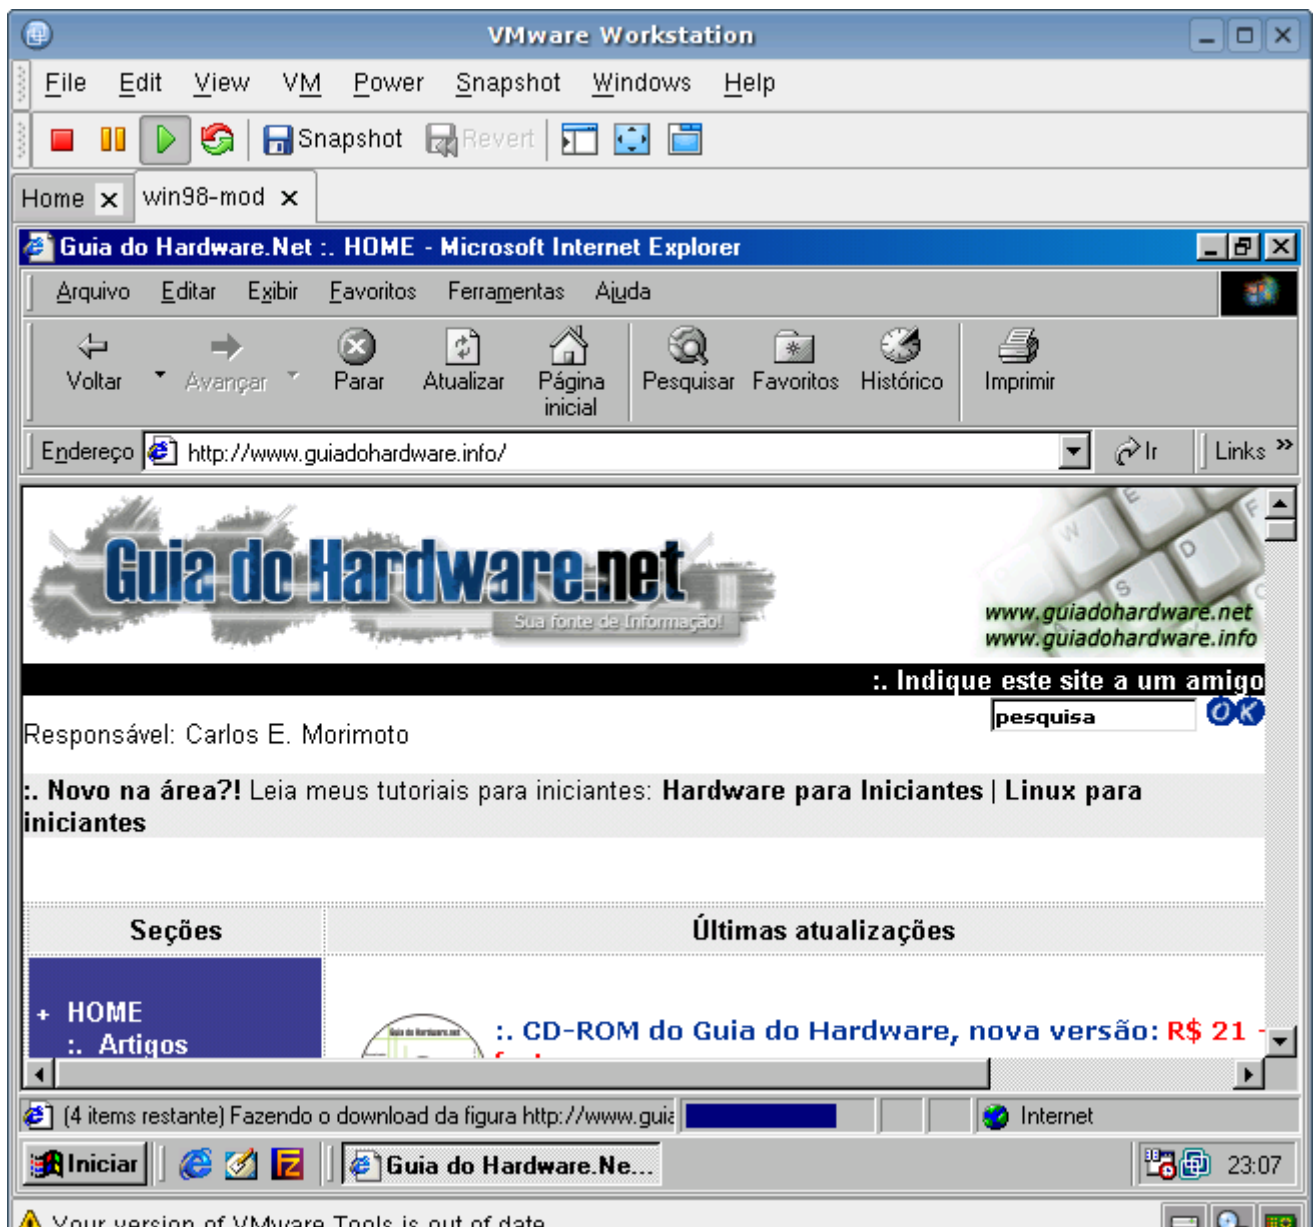 VMware Workstation
File Edit View VM Power Snapshot Windows Help
Snapshot Revert
Home win98-mod
Guia do Hardware.Net :. HOME - Microsoft Internet Explorer
Arquivo Editar Exibir Favoritos Ferramentas Ajuda
Voltar Avançar Parar Atualizar Página inicial Pesquisar Favoritos Histórico Imprimir
Endereço http://www.guiadohardware.info/ Ir Links »
Guia do Hardware.net
Sua fonte de Informação!
www.guiadohardware.net
www.guiadohardware.info
:. Indique este site a um amigo
pesquisa OK
Responsável: Carlos E. Morimoto
:. Novo na área?! Leia meus tutoriais para iniciantes: Hardware para Iniciantes | Linux para
iniciantes
Seções Últimas atualizações
+ HOME
:. Artigos
:. CD-ROM do Guia do Hardware, nova versão: R$ 21 -
(4 items restante) Fazendo o download da figura http://www.guia Internet
Iniciar Guia do Hardware.Ne... 23:07
Your version of VMware Tools is out of date